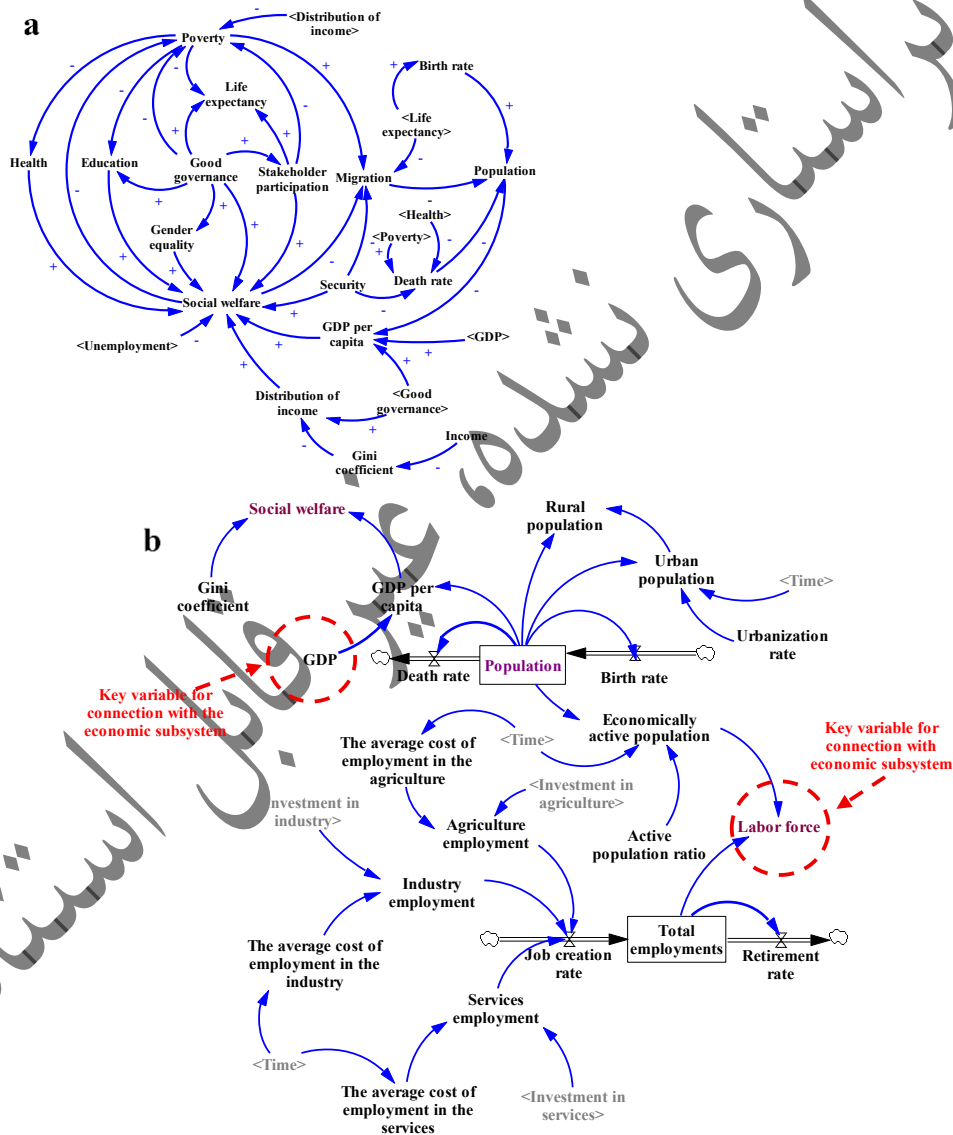 a
<Distribution of
income>
Poverty
Birth rate
Life
expectancy
<Life
expectancy>
Health
Education
Good
governance
Stakeholder
participation
Migration
Population
<Health>
Gender
equality
<Poverty>
Security
Death rate
Social welfare
<Unemployment>
GDP per
capita
<GDP>
Distribution of
income
<Good
governance>
Income
Gini
coefficient
b
Social welfare
Rural
population
Urban
population
<Time>
Gini
coefficient
GDP per
capita
Urbanization
rate
GDP
Death rate
Population
Birth rate
Key variable for
connection with the
economic subsystem
Economically
active population
<Time>
The average cost of
employment in the
agriculture
Key variable for
connection with
economic subsystem
<Investment in
agriculture>
nvestment in
industry>
Agriculture
employment
Active
population ratio
Labor force
Industry
employment
Total
employments
Job creation
rate
Retirement
rate
The average cost of
employment in the
industry
Services
employment
<Time>
The average cost of
employment in the
services
<Investment in
services>
ویراستاری نشده، غیر قابل استناد